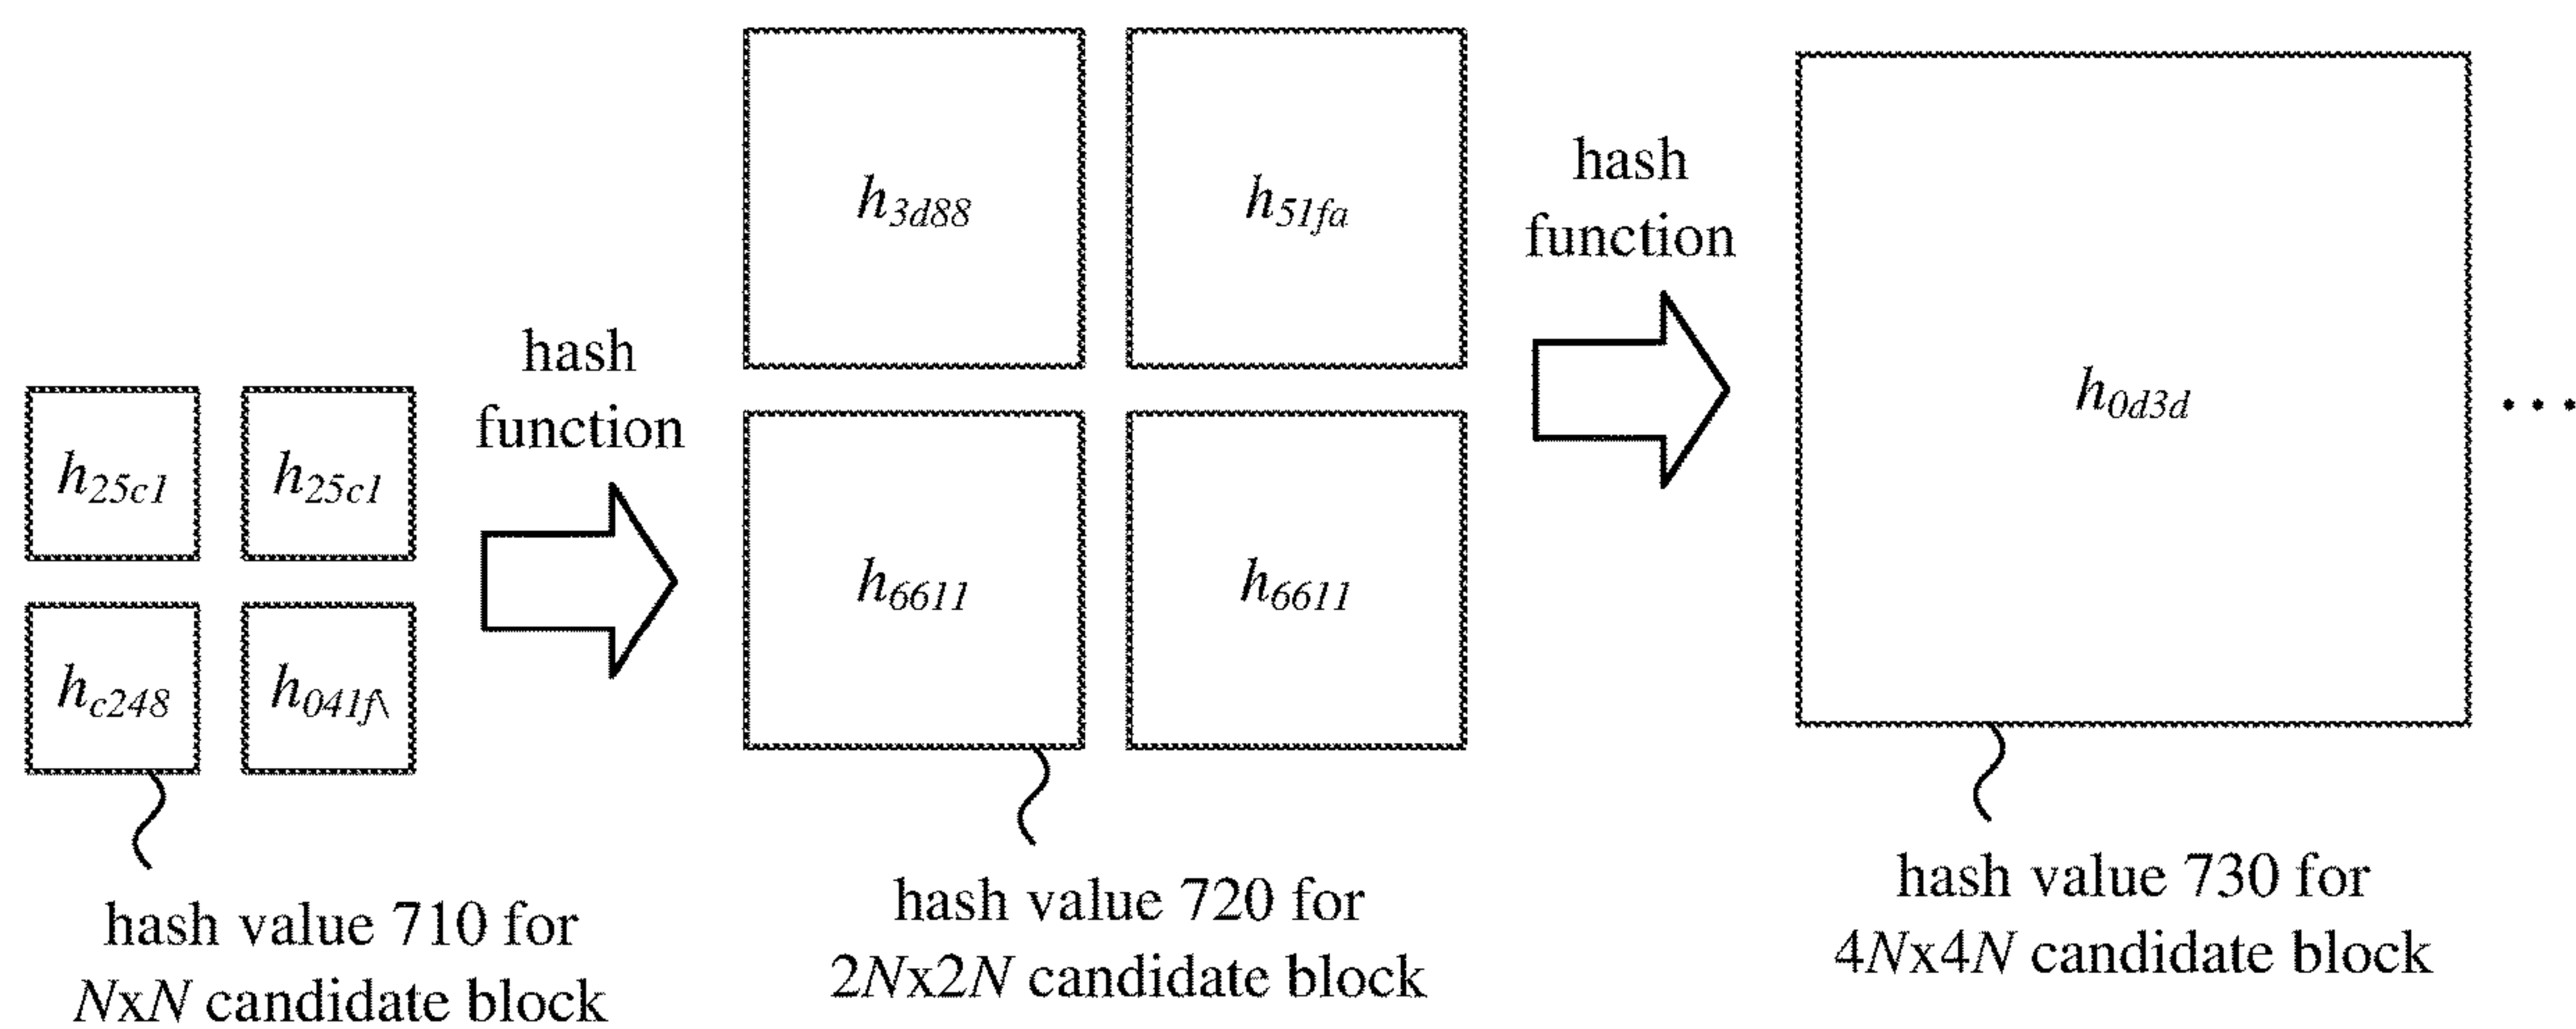 h25c1 h25c1
hc248 h041f
hash
function
h3d88 h51fa
h6611 h6611
hash
function
h0d3d
...
hash value 710 for
NxN candidate block
hash value 720 for
2Nx2N candidate block
hash value 730 for
4Nx4N candidate block